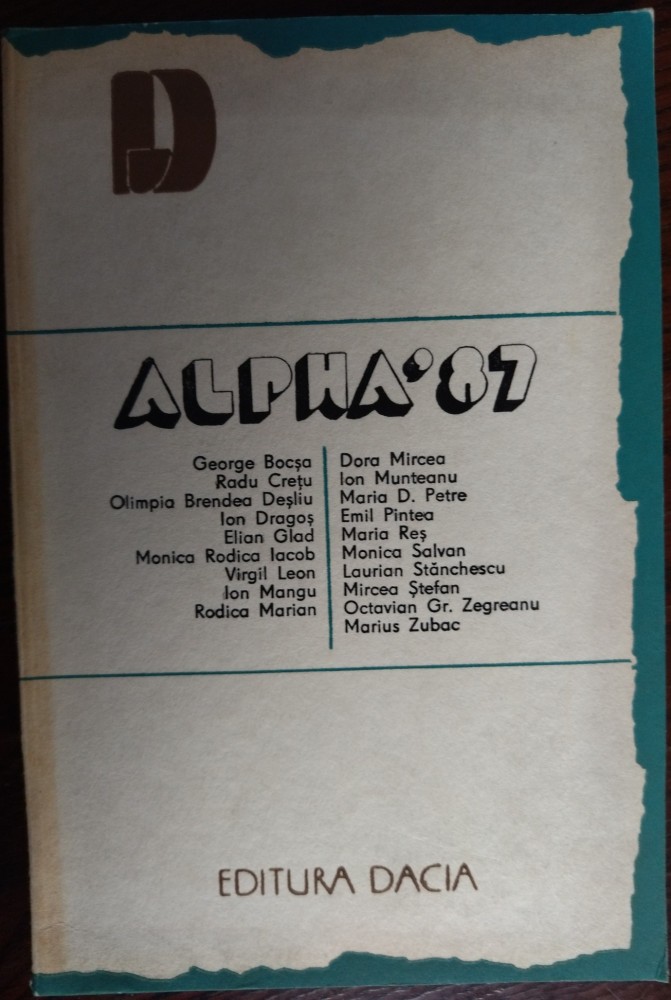 D
ALPHA'87
George Bocșa
Radu Crețu
Olimpia Brendea Deșliu
Ion Dragoș
Elian Glad
Monica Rodica Iacob
Virgil Leon
Ion Mangu
Rodica Marian
Dora Mircea
Ion Munteanu
Maria D. Petre
Emil Pintea
Maria Reș
Monica Salvan
Laurian Stănchescu
Mircea Ștefan
Octavian Gr. Zegreanu
Marius Zubac
EDITURA DACIA